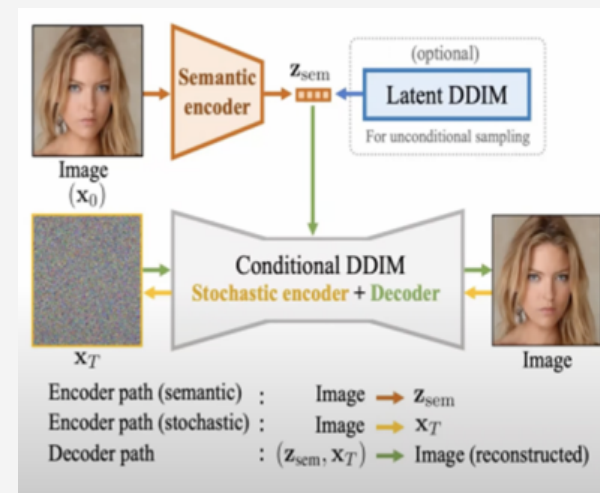 (optional)
Semantic encoder
z_sem
Latent DDIM
For unconditional sampling
Image
(x₀)
Conditional DDIM
Stochastic encoder + Decoder
x_T
Image
Encoder path (semantic) : Image → z_sem
Encoder path (stochastic) : Image → x_T
Decoder path : (z_sem, x_T) → Image (reconstructed)